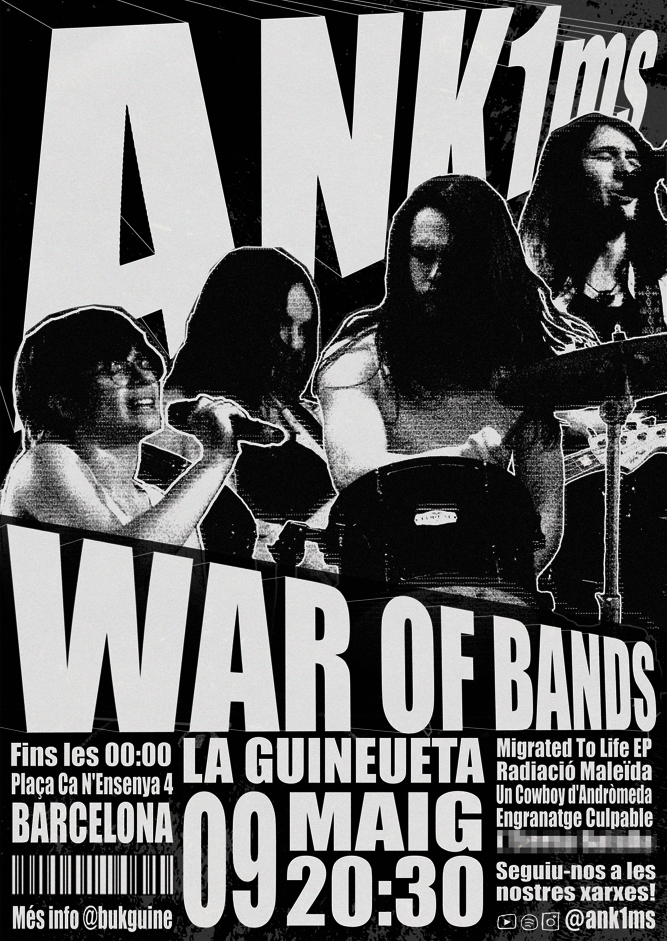 ANK1ms
WAR OF BANDS
Fins les 00:00
Plaça Ca N'Ensenya 4
BARCELONA
Més info @bukguine
LA GUINEUETA
09 MAIG
20:30
Migrated To Life EP
Radiació Maleïda
Un Cowboy d'Andròmeda
Engranatge Culpable
Seguiu-nos a les
nostres xarxes!
@ank1ms